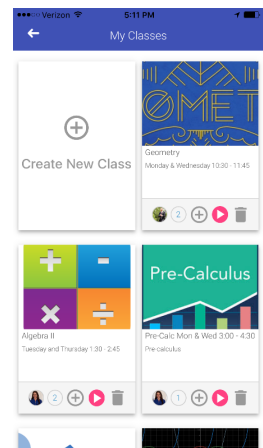 Verizon 5:11 PM
My Classes
Create New Class
OMET
Geometry
Monday & Wednesday 10:30 - 11:45
2
Algebra II
Tuesday and Thursday 1:30 - 2:45
2
Pre-Calculus
Pre-Calc Mon & Wed 3:00 - 4:30
Pre-calculus
1